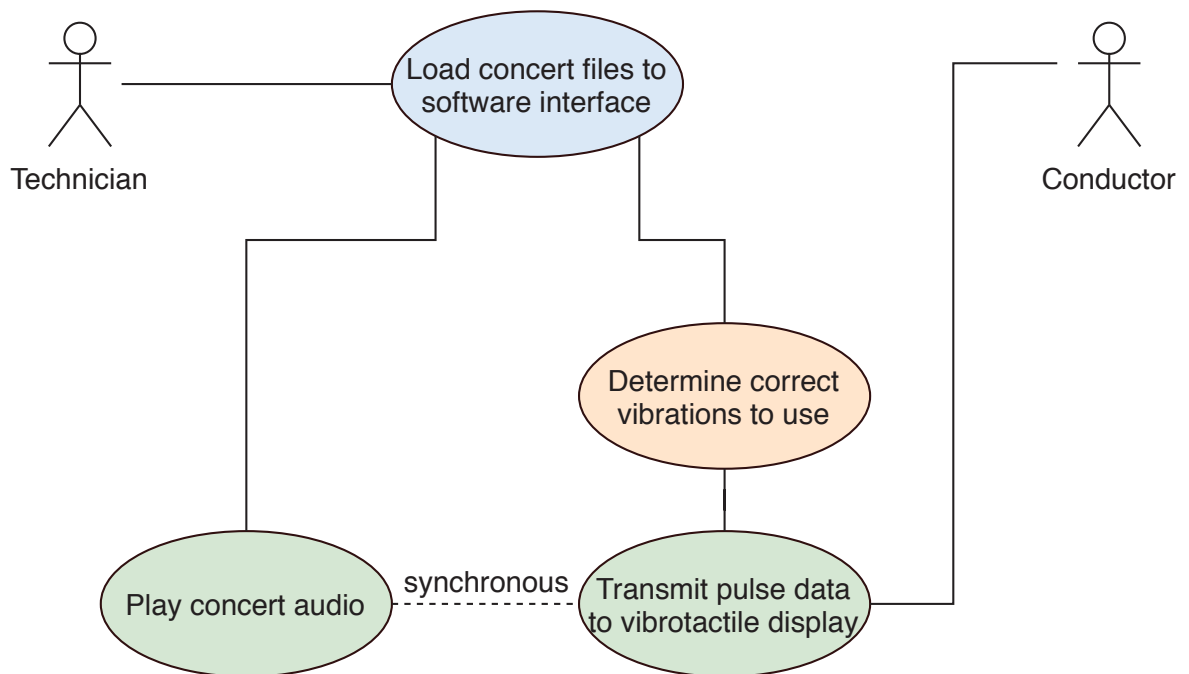 Load concert files to
software interface
Technician
Conductor
Determine correct
vibrations to use
synchronous
Play concert audio
Transmit pulse data
to vibrotactile display